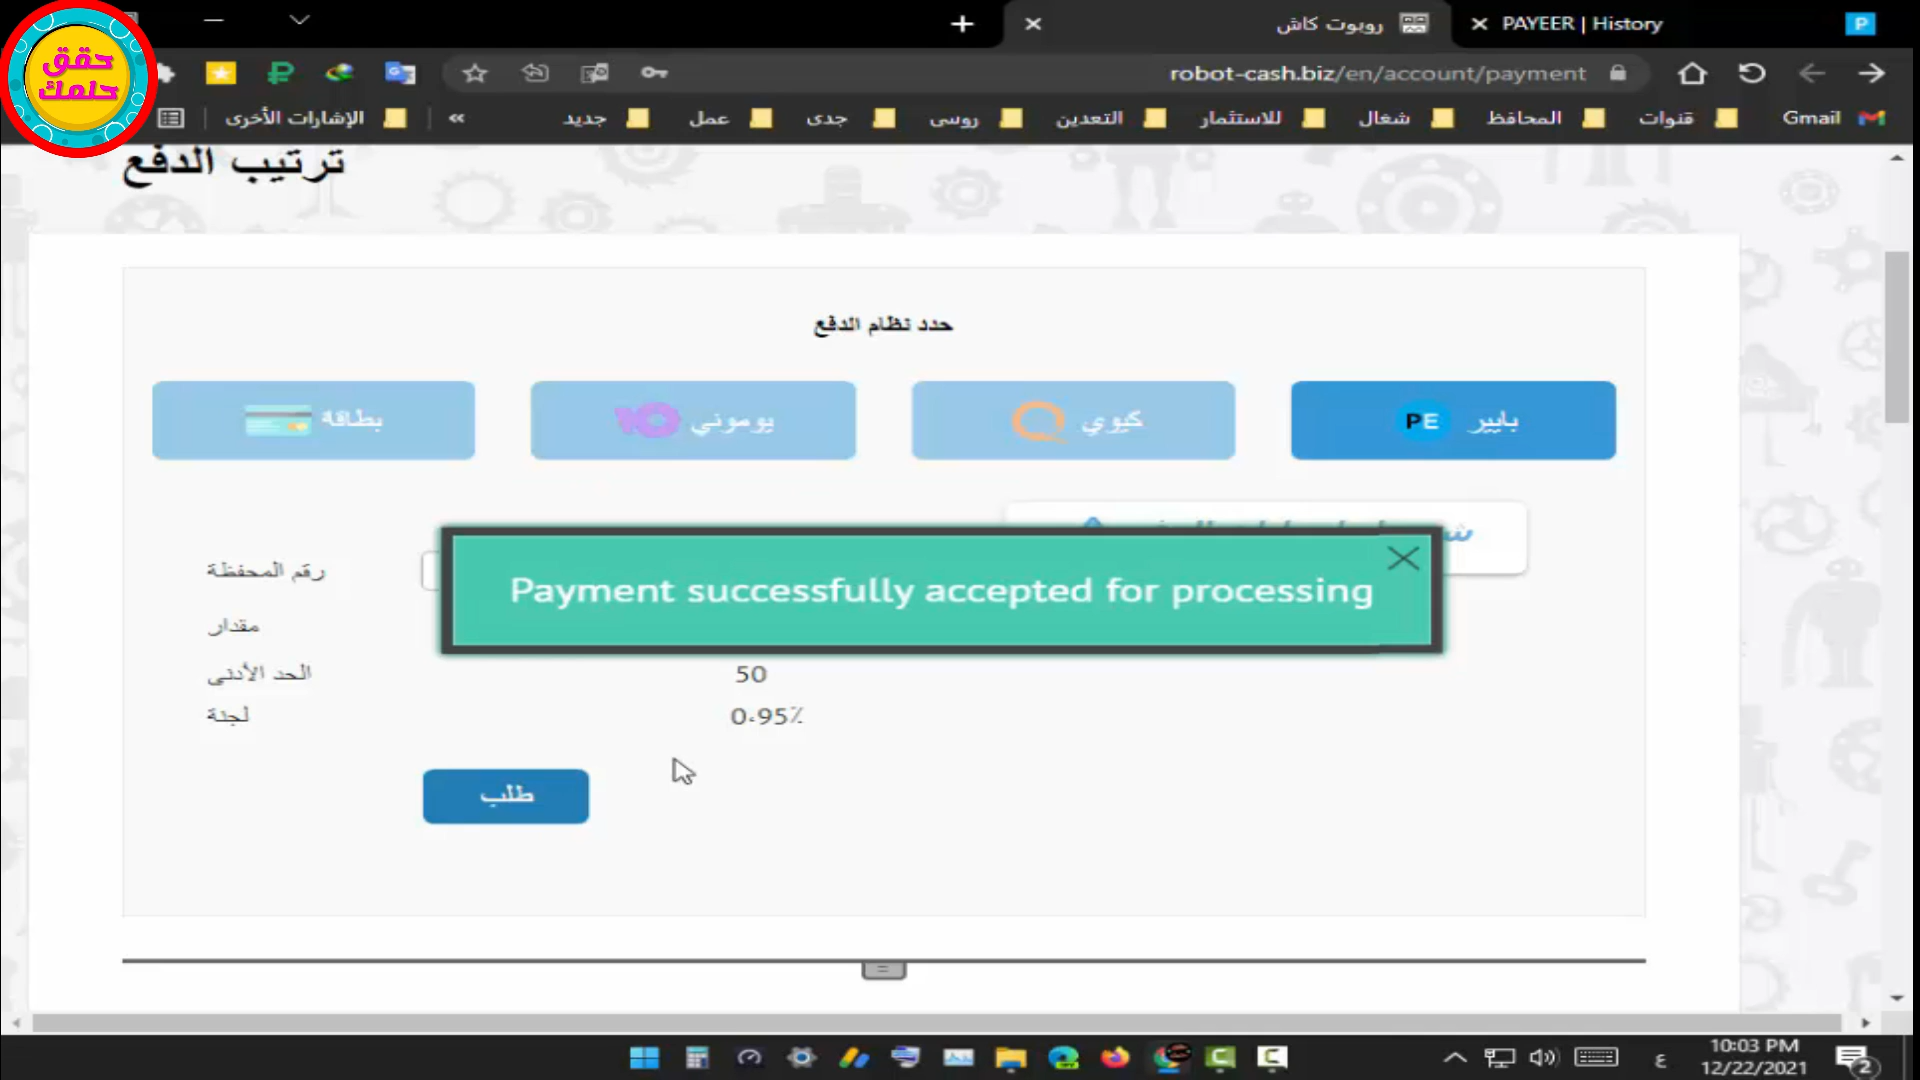 حقق
حلمك
روبوت كاش
PAYEER | History
P
robot-cash.biz/en/account/payment
Gmail
قنوات
المحافظ
شغال
للاستثمار
التعدين
روسى
جدى
عمل
جديد
»
الإشارات الأخرى
ترتيب الدفع
حدد نظام الدفع
بايير PE
كيوي
يوموني
بطاقة
Payment successfully accepted for processing
رقم المحفظة
مقدار
الحد الأدنى 50
لجنة 0.95٪
طلب
ع
10:03 PM
12/22/2021
2